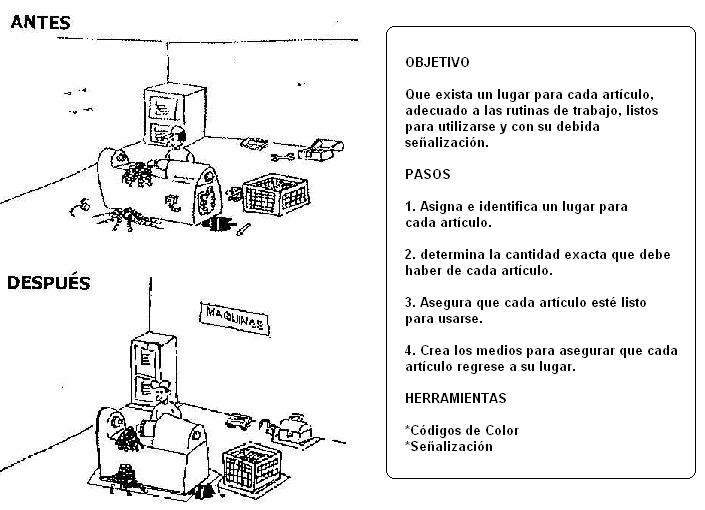 ANTES
DESPUÉS
MAQUINAS
OBJETIVO
Que exista un lugar para cada artículo,
adecuado a las rutinas de trabajo, listos
para utilizarse y con su debida
señalización.
PASOS
1. Asigna e identifica un lugar para
cada artículo.
2. determina la cantidad exacta que debe
haber de cada artículo.
3. Asegura que cada artículo esté listo
para usarse.
4. Crea los medios para asegurar que cada
artículo regrese a su lugar.
HERRAMIENTAS
*Códigos de Color
*Señalización